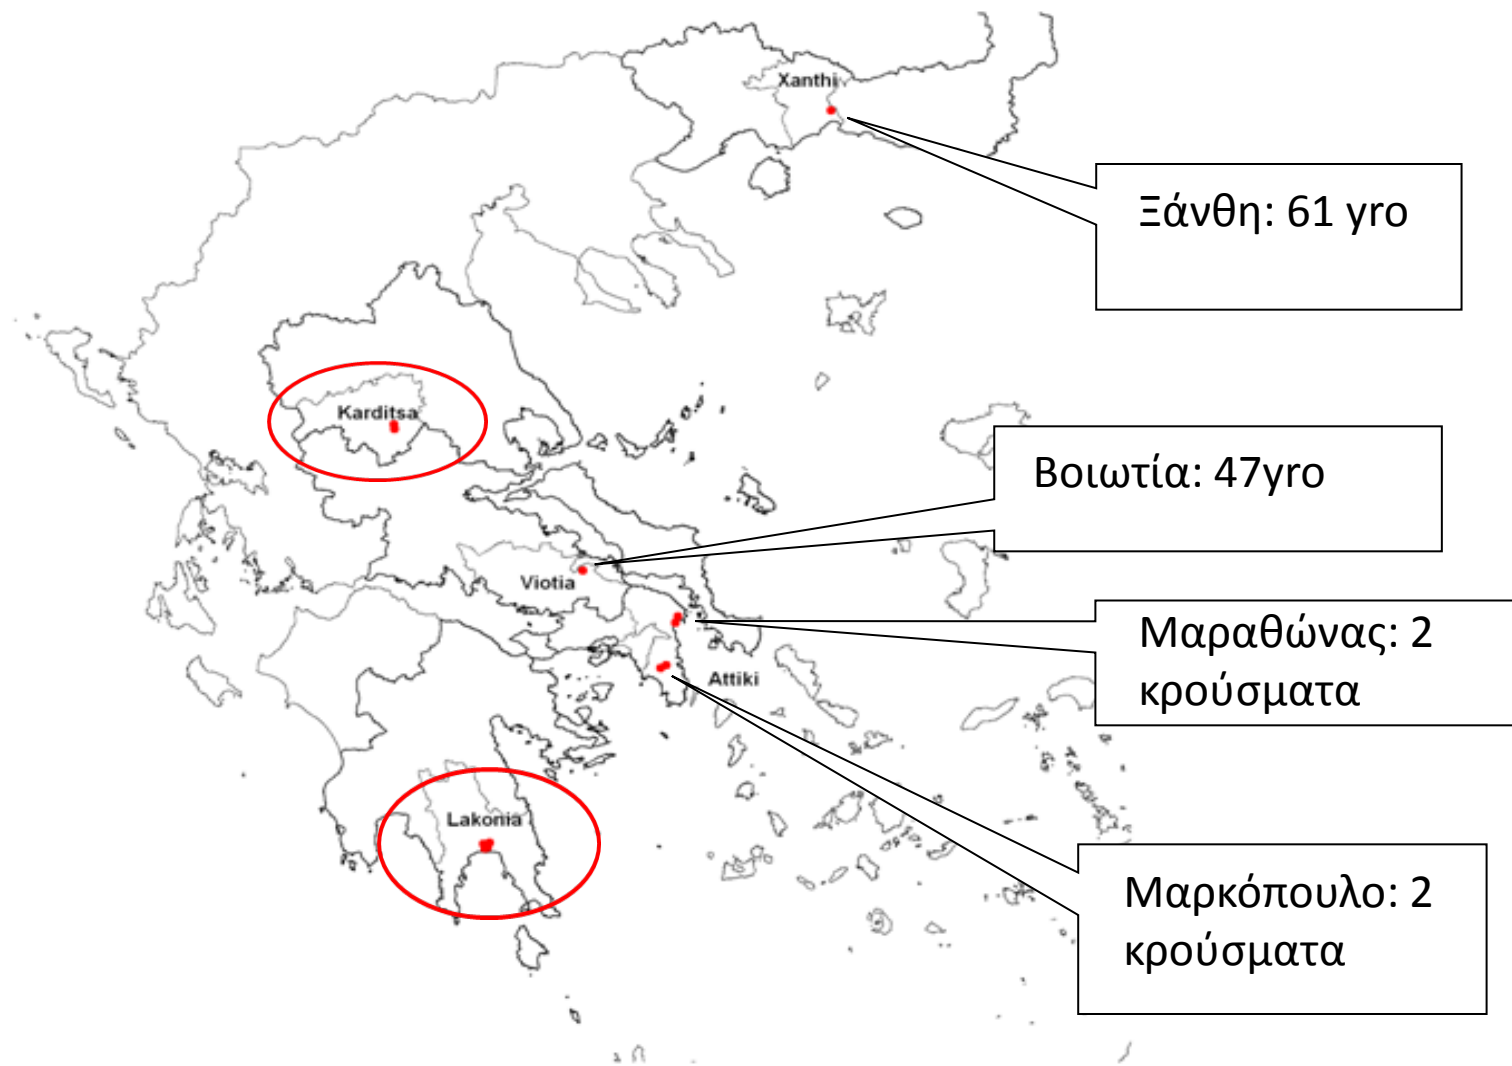 Xanthi
Ξάνθη: 61 yro
Karditsa
Βοιωτία: 47yro
Viotia
Μαραθώνας: 2
κρούσματα
Attiki
Lakonia
Μαρκόπουλο: 2
κρούσματα